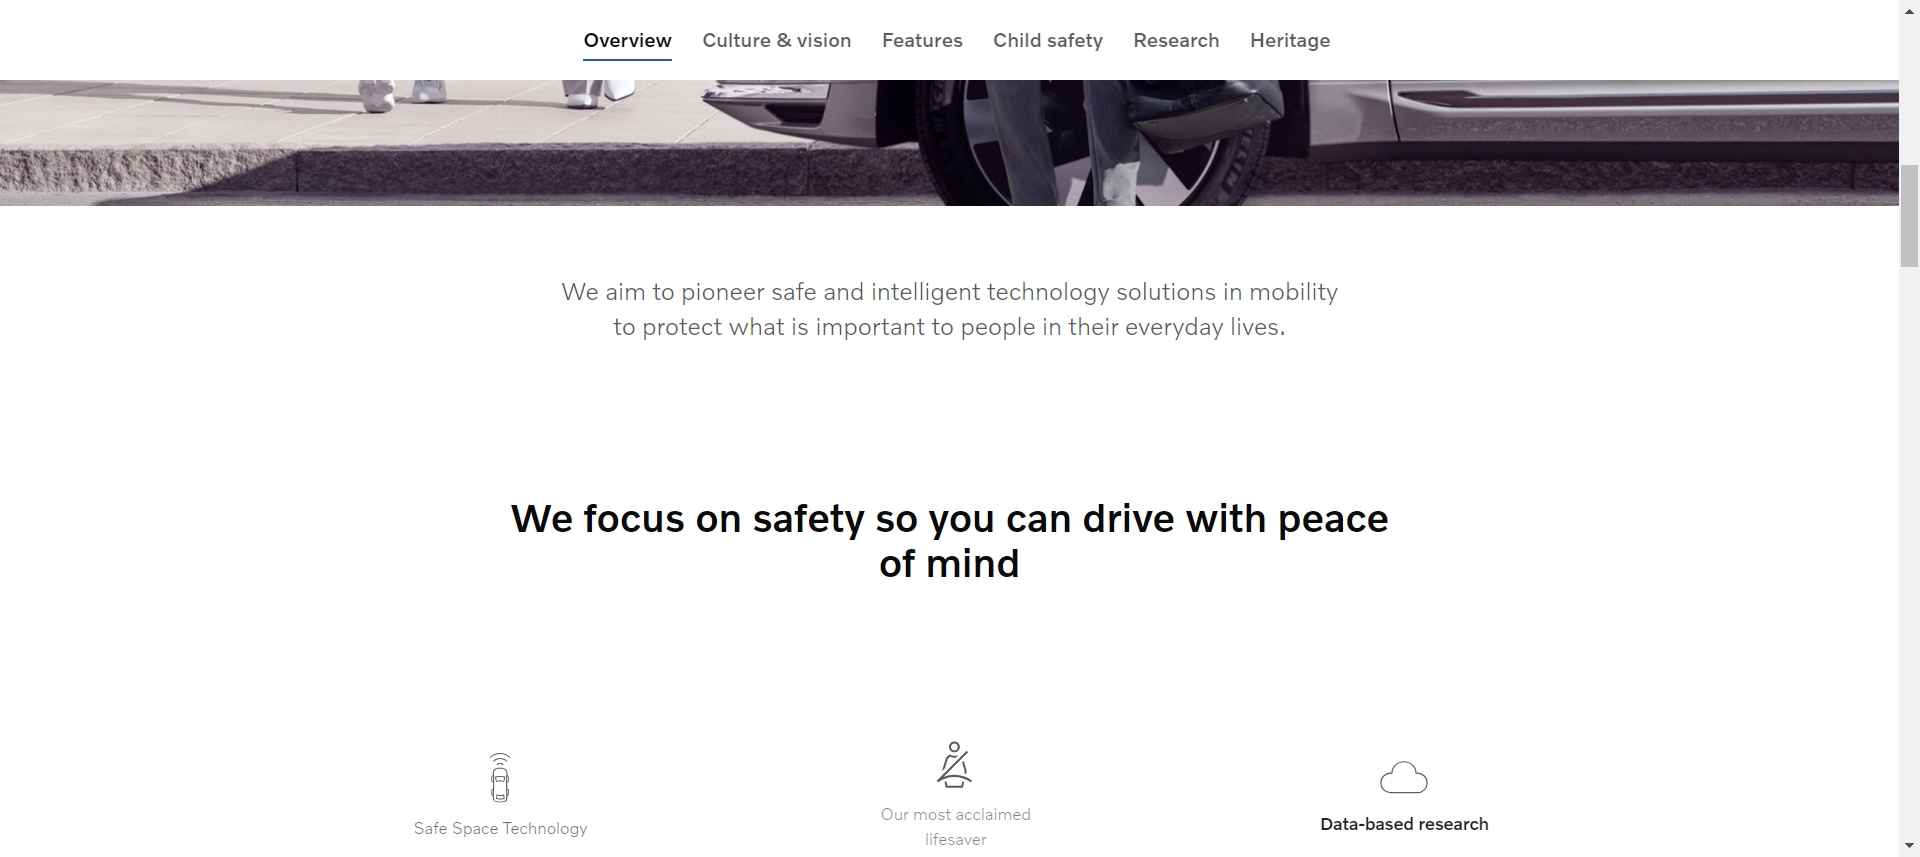 Overview Culture & vision Features Child safety Research Heritage
We aim to pioneer safe and intelligent technology solutions in mobility
to protect what is important to people in their everyday lives.
We focus on safety so you can drive with peace
of mind
Safe Space Technology
Our most acclaimed
lifesaver
Data-based research